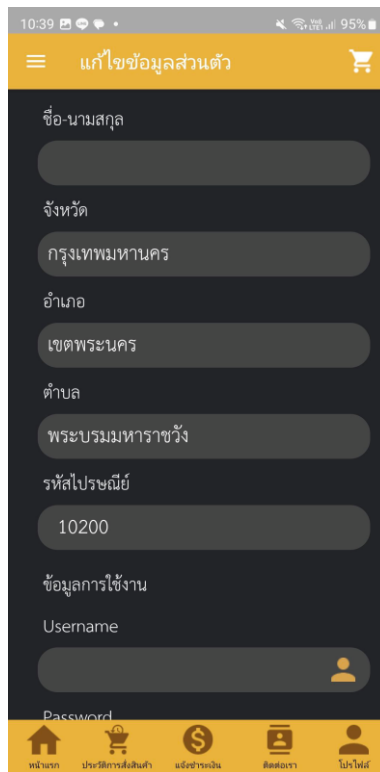 10:39 95%
แก้ไขข้อมูลส่วนตัว
ชื่อ-นามสกุล
จังหวัด
กรุงเทพมหานคร
อำเภอ
เขตพระนคร
ตำบล
พระบรมมหาราชวัง
รหัสไปรษณีย์
10200
ข้อมูลการใช้งาน
Username
Password
หน้าแรก ประวัติการสั่งสินค้า แจ้งชำระเงิน ติดต่อเรา โปรไฟล์